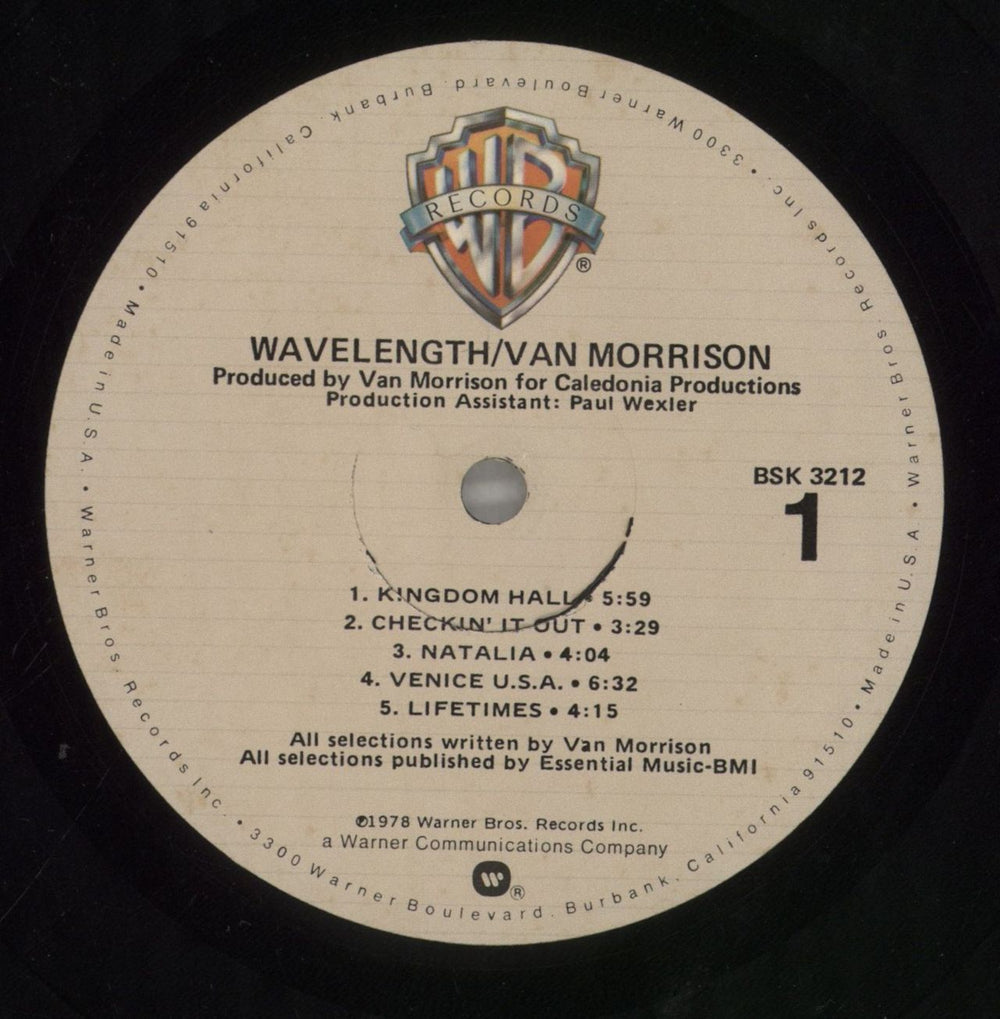 WB
RECORDS
®
WAVELENGTH/VAN MORRISON
Produced by Van Morrison for Caledonia Productions
Production Assistant: Paul Wexler
BSK 3212
1
1. KINGDOM HALL • 5:59
2. CHECKIN' IT OUT • 3:29
3. NATALIA • 4:04
4. VENICE U.S.A. • 6:32
5. LIFETIMES • 4:15
All selections written by Van Morrison
All selections published by Essential Music-BMI
℗1978 Warner Bros. Records Inc.
a Warner Communications Company
W®
Warner Bros. Records Inc. • 3300 Warner Boulevard. Burbank. California 91510 • Made in U.S.A. •
Warner Bros. Records Inc. • 3300 Warner Boulevard. Burbank. California 91510 • Made in U.S.A. •